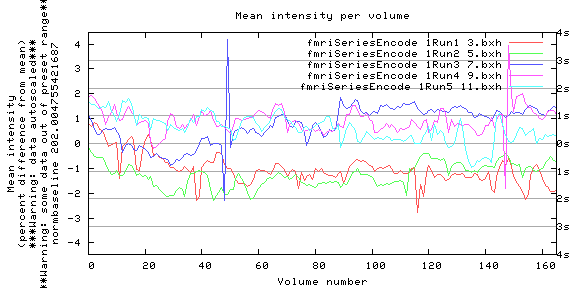 Mean intensity per volume
fmriSeriesEncode 1Run1 3.bxh
fmriSeriesEncode 1Run2 5.bxh
fmriSeriesEncode 1Run3 7.bxh
fmriSeriesEncode 1Run4 9.bxh
fmriSeriesEncode 1Run5 11.bxh
Mean intensity
(percent difference from mean)
***Warning: data autoscaled***
**Warning: some data out of preset range**
normbaseline 202.004755421687
4
3
2
1
0
-1
-2
-3
-4
4s
3s
2s
1s
0s
1s
2s
3s
4s
0 20 40 60 80 100 120 140 160
Volume number